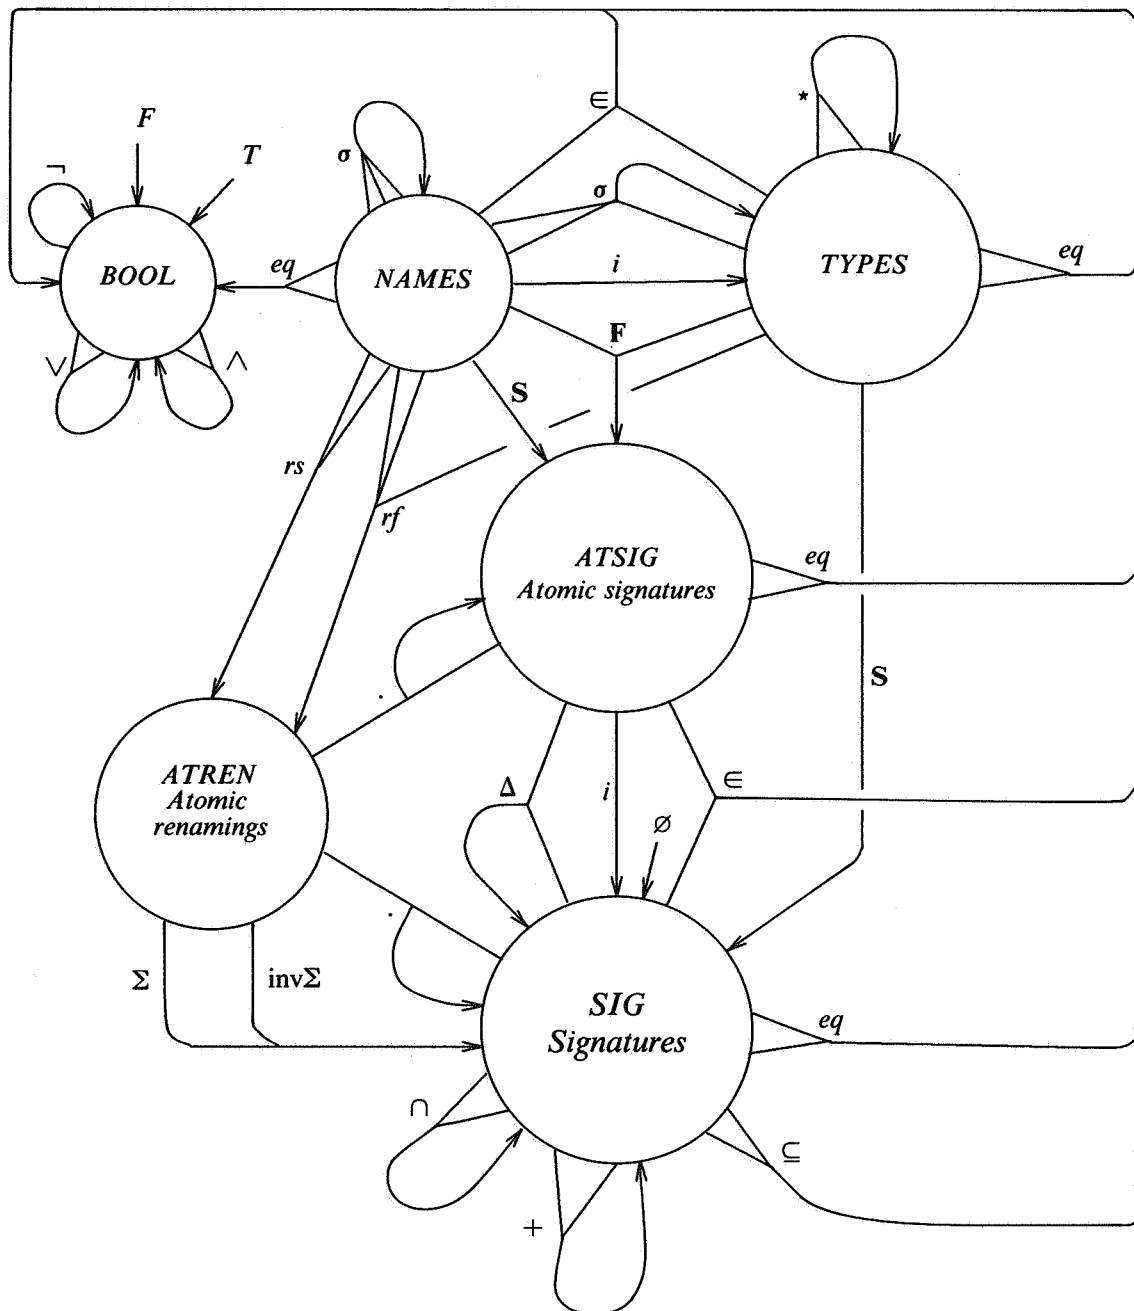 ∈
*
F
¬
T
σ
σ
BOOL
eq
NAMES
i
TYPES
eq
F
∨
∧
S
rs
rf
ATSIG
Atomic signatures
eq
S
.
ATREN
Atomic
renamings
Δ
i
∈
∅
.
Σ
invΣ
SIG
Signatures
eq
∩
⊆
+